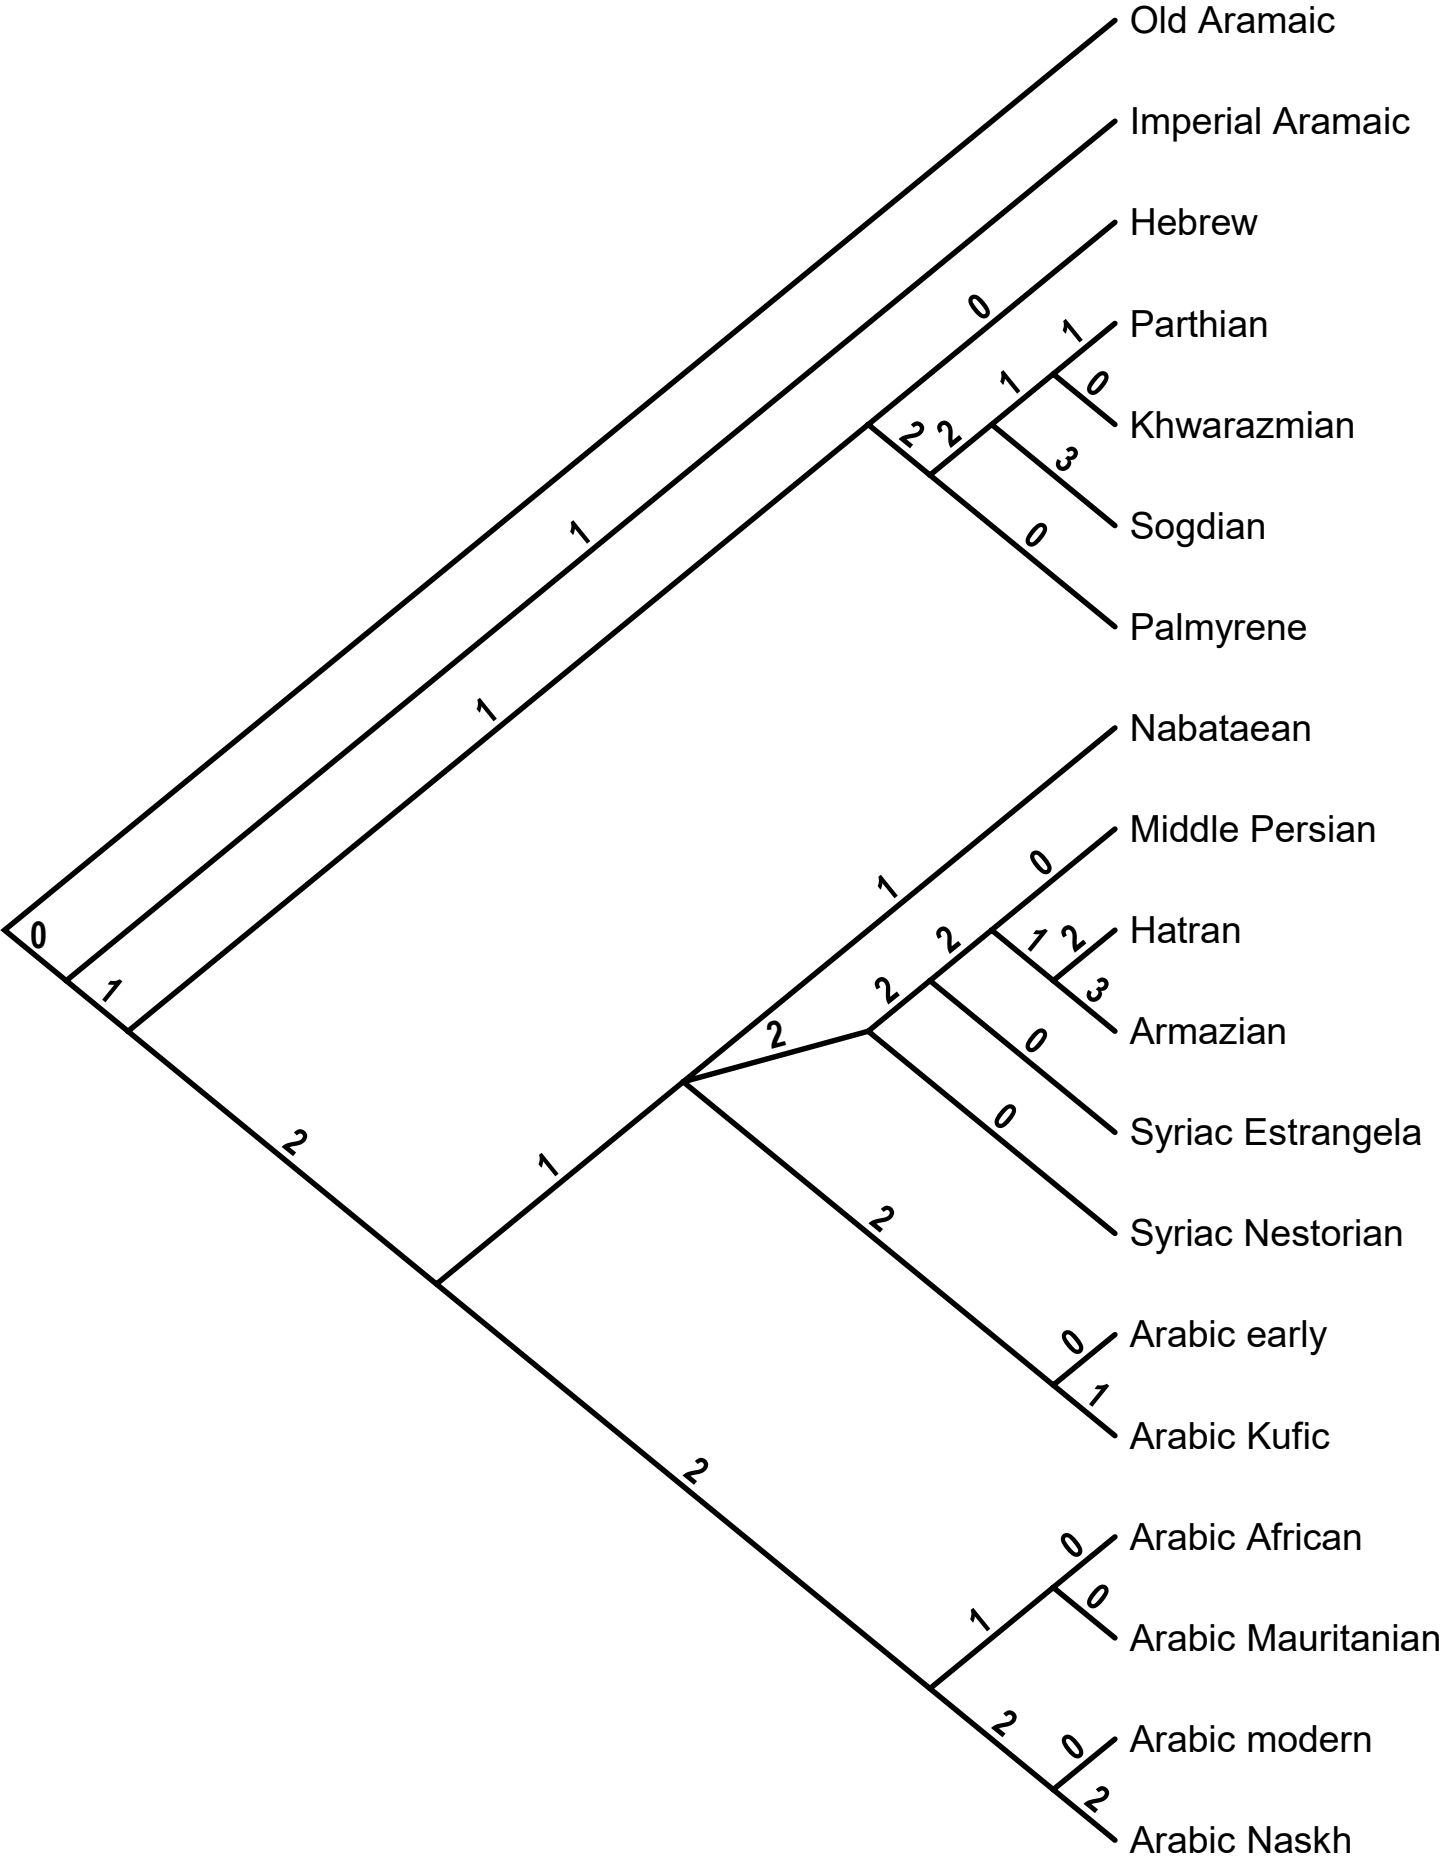 Old Aramaic
Imperial Aramaic
Hebrew
0
Parthian
1
1
0
Khwarazmian
2
2
3
Sogdian
1
0
Palmyrene
1
Nabataean
Middle Persian
0
1
Hatran
2
1
2
0
3
2
1
Armazian
2
0
Syriac Estrangela
0
2
1
Syriac Nestorian
2
Arabic early
0
1
Arabic Kufic
2
Arabic African
0
0
1
Arabic Mauritanian
2
Arabic modern
0
2
Arabic Naskh